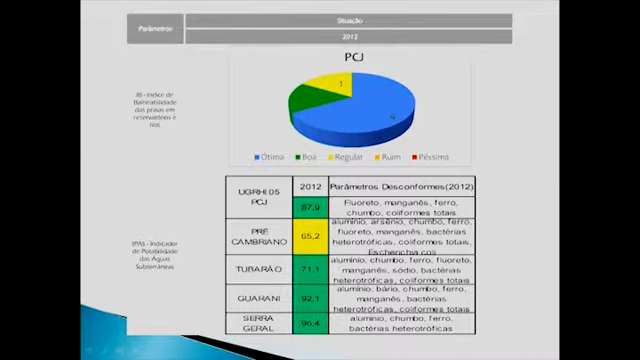 Parâmetros
Situação
2012
IB - Índice de
Balneabilidade
das praias em
reservatórios e
rios
PCJ
1
Ótima
Boa
Regular
Ruim
Péssima
IPAS - Indicador
de Potabilidade
das Águas
Subterrâneas
UGRHI 05
PCJ
2012
Parâmetros Desconformes(2012)
87,9
Fluoreto, manganês, ferro,
chumbo, coliformes totais
PRÉ
CAMBRIANO
65,2
alumínio, arsênio, chumbo, ferro,
fluoreto, manganês, bactérias
heterotróficas, coliformes totais,
Escherichia coli
TUBARÃO
71,1
alumínio, chumbo, ferro, fluoreto,
manganês, sódio, bactérias
heterotróficas, coliformes totais
GUARANI
92,1
alumínio, bário, chumbo, ferro,
manganês, bactérias
heterotróficas, coliformes totais
SERRA
GERAL
96,4
alumínio, chumbo, ferro,
bactérias heterotróficas